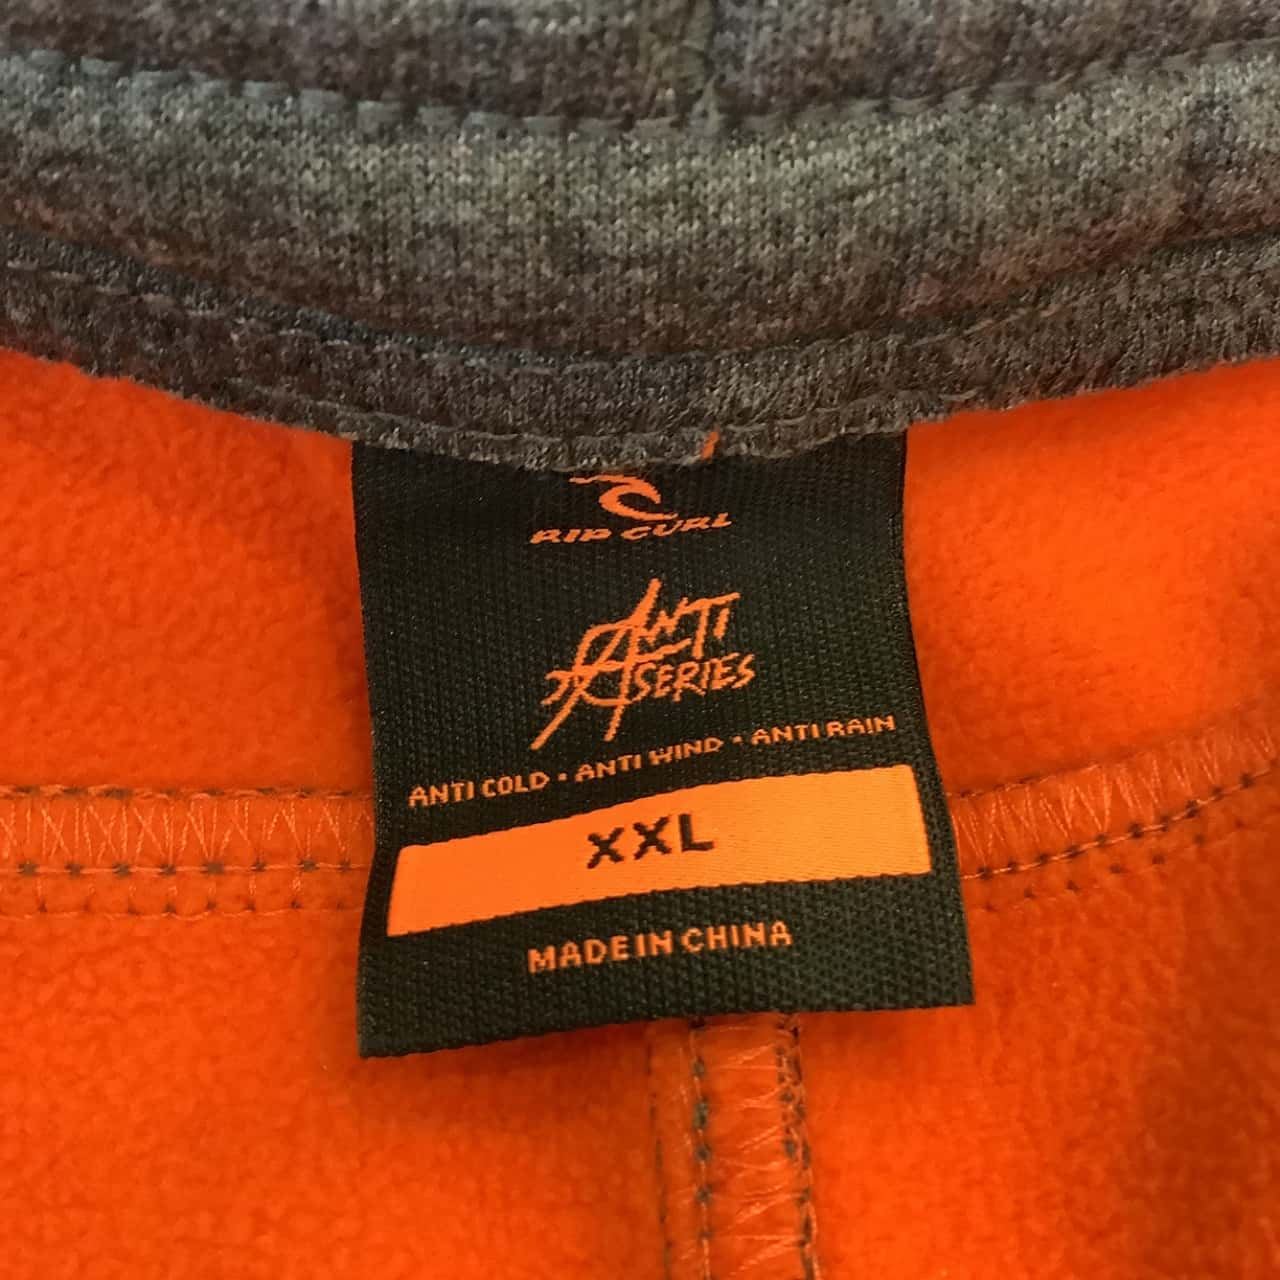 RIP CURL
ANTI
SERIES
ANTI COLD • ANTI WIND • ANTI RAIN
XXL
MADE IN CHINA